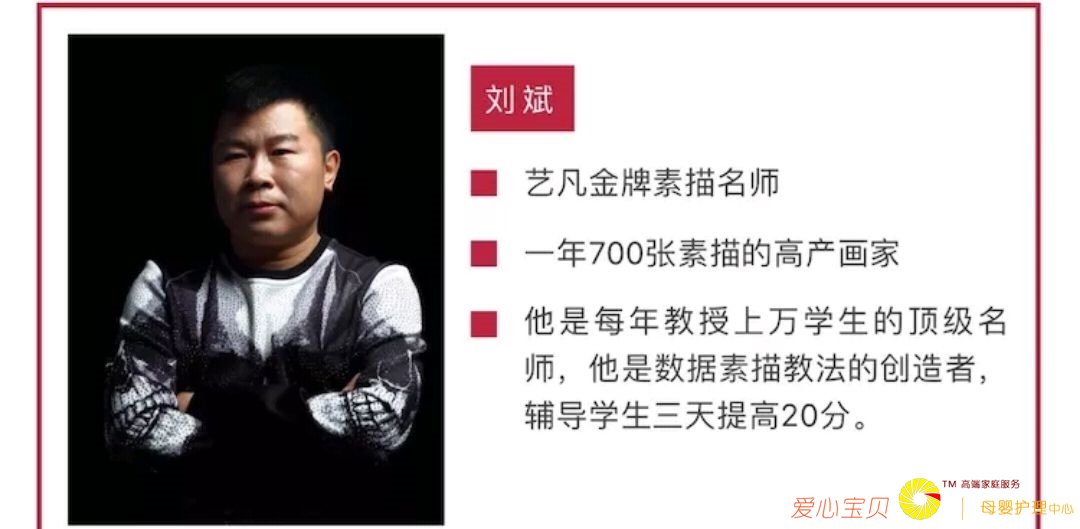 刘斌
艺凡金牌素描名师
一年700张素描的高产画家
他是每年教授上万学生的顶级名
师，他是数据素描教法的创造者，
辅导学生三天提高20分。
爱心宝贝 TM 高端家庭服务 | 母婴护理中心